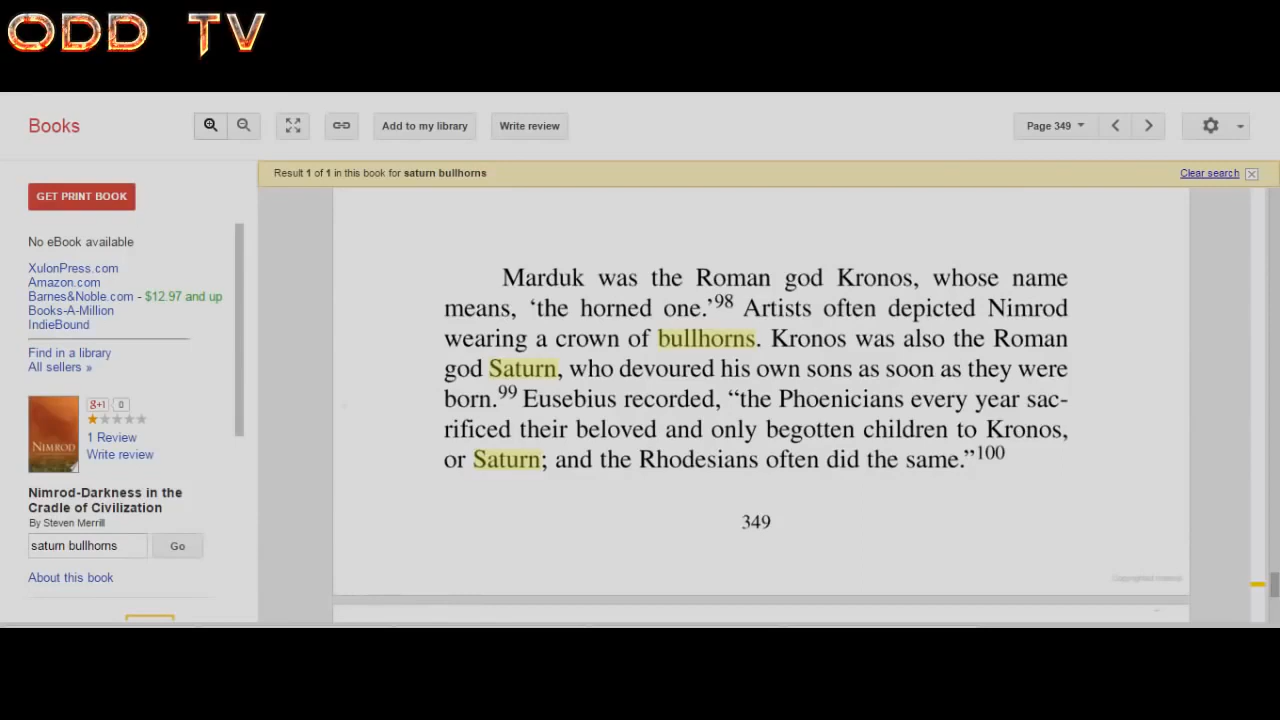 ODD TV
Books
Add to my library
Write review
Page 349
Result 1 of 1 in this book for saturn bullhorns
Clear search
GET PRINT BOOK
No eBook available
XulonPress.com
Amazon.com
Barnes&Noble.com - $12.97 and up
Books-A-Million
IndieBound
Find in a library
All sellers »
g+1 0
NIMROD
1 Review
Write review
Nimrod-Darkness in the
Cradle of Civilization
By Steven Merrill
saturn bullhorns
Go
About this book
Marduk was the Roman god Kronos, whose name
means, ‘the horned one.’98 Artists often depicted Nimrod
wearing a crown of bullhorns. Kronos was also the Roman
god Saturn, who devoured his own sons as soon as they were
born.99 Eusebius recorded, “the Phoenicians every year sac-
rificed their beloved and only begotten children to Kronos,
or Saturn; and the Rhodesians often did the same.”100
349
Copyrighted material